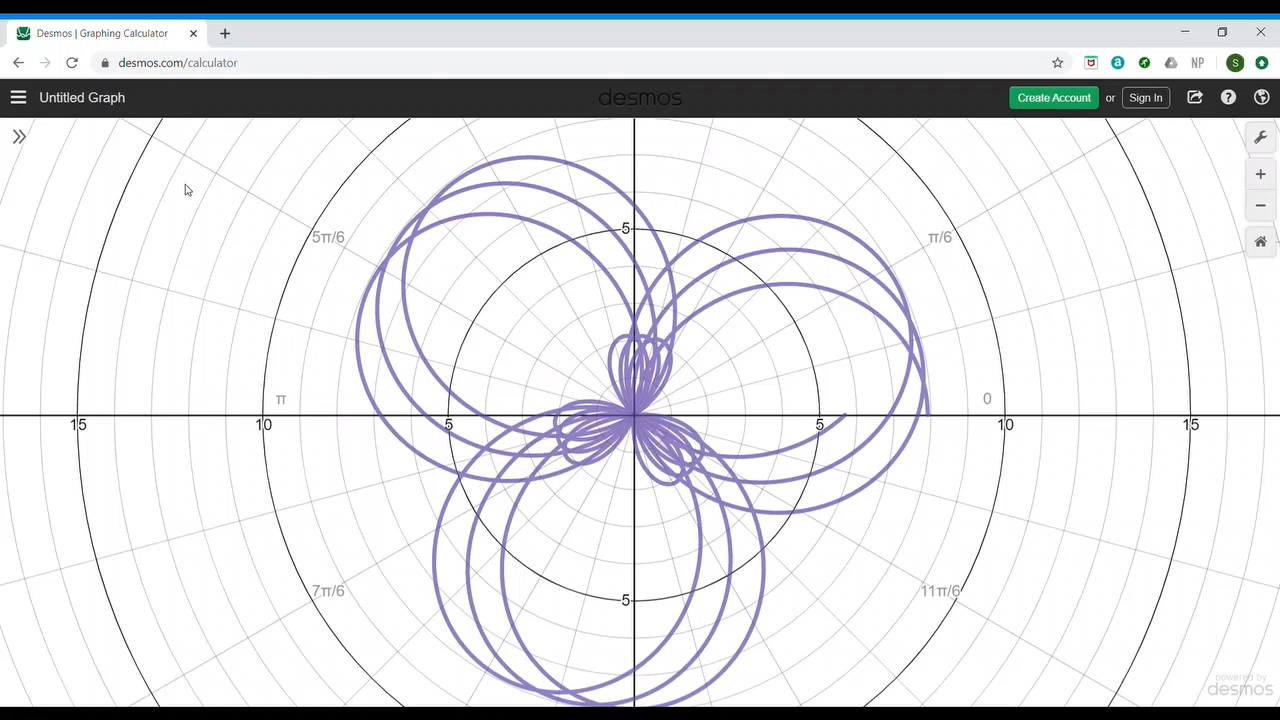 Desmos | Graphing Calculator
desmos.com/calculator
NP
S
Untitled Graph
desmos
Create Account
or
Sign In
5
5π/6
π/6
π
0
15
10
5
5
10
15
7π/6
5
11π/6
powered by
desmos